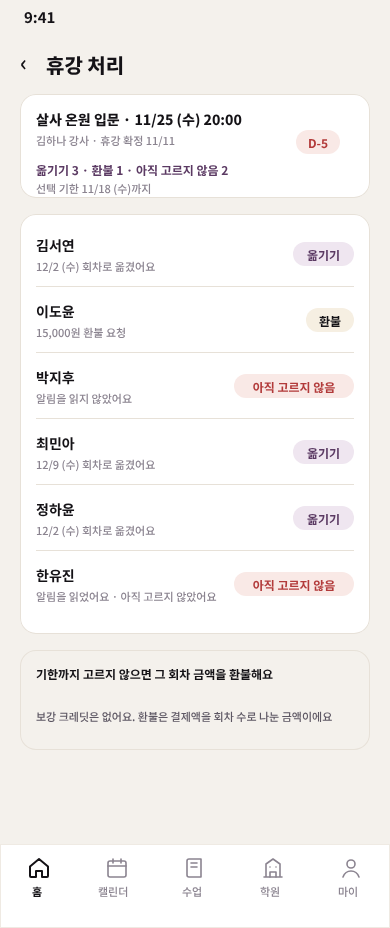 9:41
‹ 휴강 처리
살사 온원 입문 · 11/25 (수) 20:00
김하나 강사 · 휴강 확정 11/11
D-5
옮기기 3 · 환불 1 · 아직 고르지 않음 2
선택 기한 11/18 (수)까지
김서연
12/2 (수) 회차로 옮겼어요
옮기기
이도윤
15,000원 환불 요청
환불
박지후
알림을 읽지 않았어요
아직 고르지 않음
최민아
12/9 (수) 회차로 옮겼어요
옮기기
정하윤
12/2 (수) 회차로 옮겼어요
옮기기
한유진
알림을 읽었어요 · 아직 고르지 않았어요
아직 고르지 않음
기한까지 고르지 않으면 그 회차 금액을 환불해요
보강 크레딧은 없어요. 환불은 결제액을 회차 수로 나눈 금액이에요
홈 캘린더 수업 학원 마이